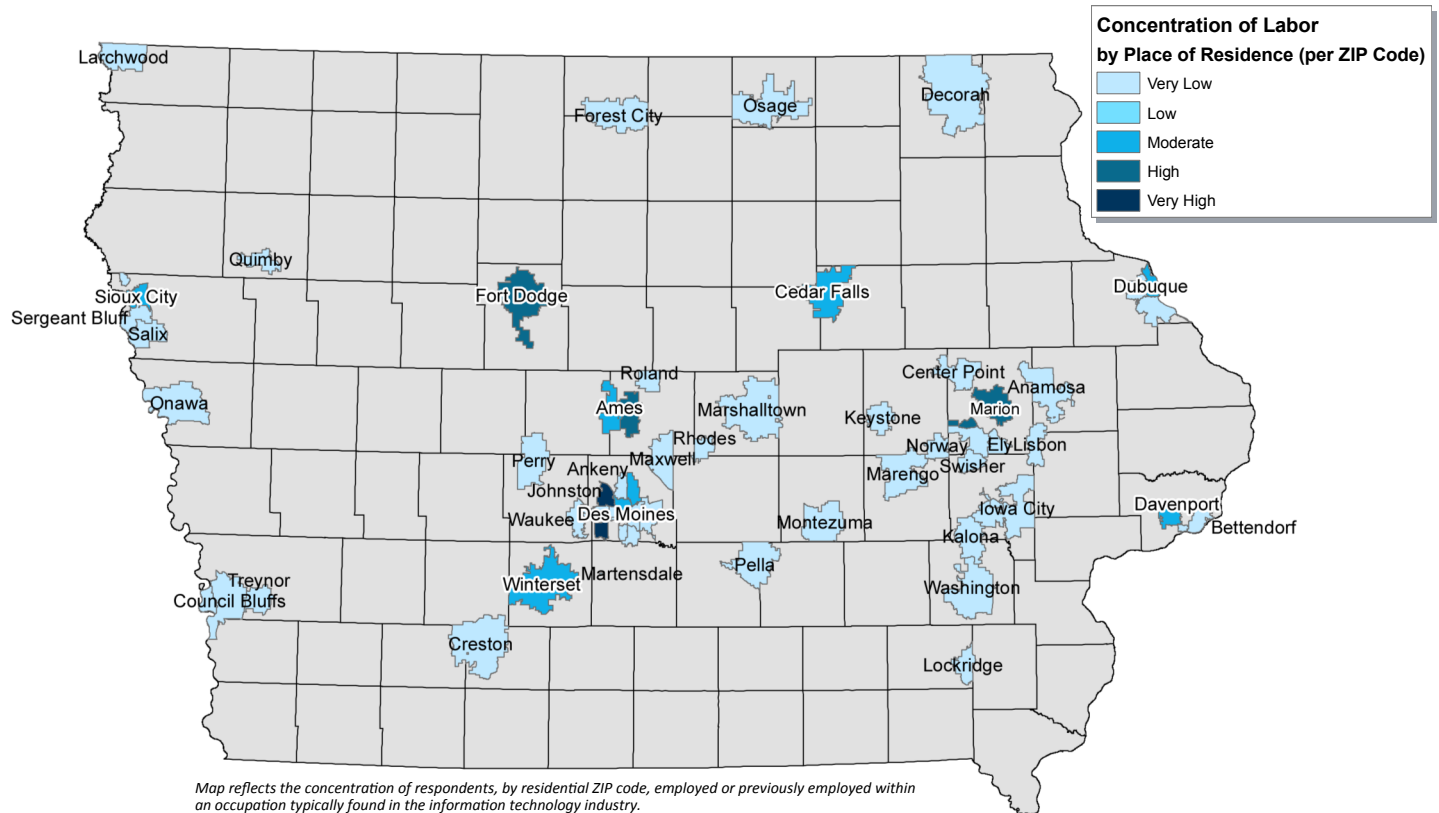 Concentration of Labor
by Place of Residence (per ZIP Code)
Very Low
Low
Moderate
High
Very High
Larchwood
Forest City
Osage
Decorah
Quimby
Sioux City
Fort Dodge
Cedar Falls
Dubuque
Sergeant Bluff
Salix
Roland
Center Point
Anamosa
Onawa
Ames
Marshalltown
Keystone
Marion
Rhodes
Norway
Ely
Lisbon
Perry
Ankeny
Maxwell
Marengo
Swisher
Johnston
Waukee
Des Moines
Montezuma
Iowa City
Davenport
Bettendorf
Kalona
Treynor
Council Bluffs
Winterset
Martensdale
Pella
Washington
Creston
Lockridge
Map reflects the concentration of respondents, by residential ZIP code, employed or previously employed within
an occupation typically found in the information technology industry.